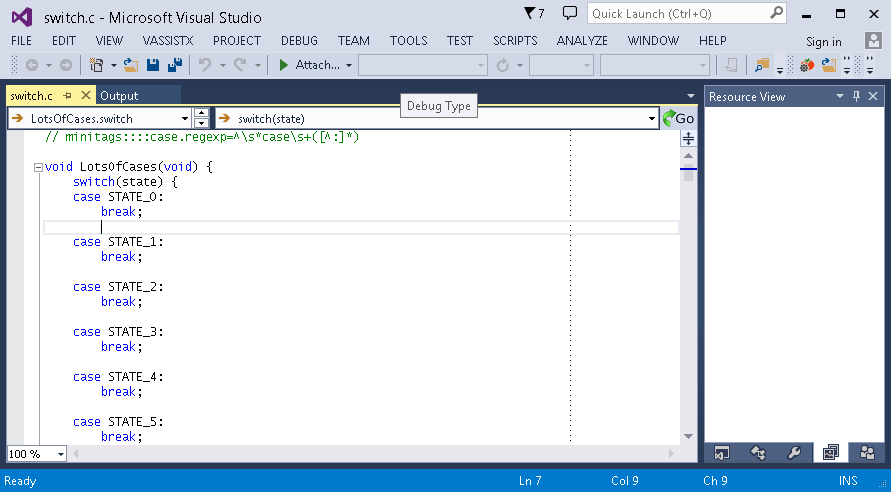 switch.c - Microsoft Visual Studio
7
Quick Launch (Ctrl+Q)
FILE EDIT VIEW VASSISTX PROJECT DEBUG TEAM TOOLS TEST SCRIPTS ANALYZE WINDOW HELP
Sign in
Attach...
switch.c
Output
Debug Type
Resource View
LotsOfCases.switch
switch(state)
Go
// minitags::::case.regexp=^\s*case\s+([^:]*)
void LotsOfCases(void) {
switch(state) {
case STATE_0:
break;
case STATE_1:
break;
case STATE_2:
break;
case STATE_3:
break;
case STATE_4:
break;
case STATE_5:
break;
100 %
Ready
Ln 7
Col 9
Ch 9
INS